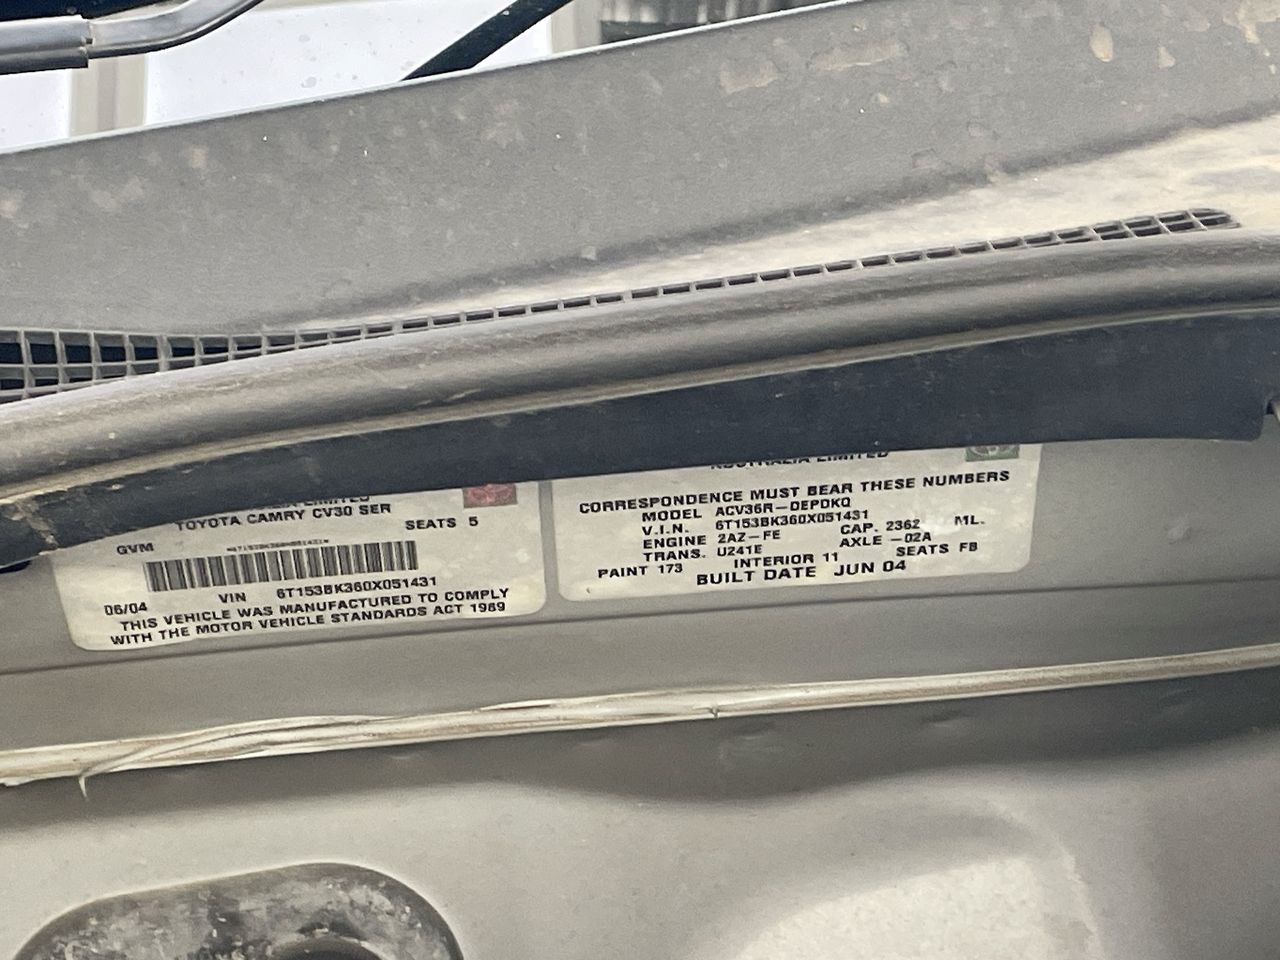 TOYOTA CAMRY CV30 SER
SEATS 5
GVM
06/04 VIN 6T153BK360X051431
THIS VEHICLE WAS MANUFACTURED TO COMPLY
WITH THE MOTOR VEHICLE STANDARDS ACT 1989
AUSTRALIA LIMITED
CORRESPONDENCE MUST BEAR THESE NUMBERS
MODEL ACV36R-DEPDKQ
V.I.N. 6T153BK360X051431
ENGINE 2AZ-FE CAP. 2362 ML.
TRANS. U241E AXLE -02A
PAINT 173 INTERIOR 11 SEATS FB
BUILT DATE JUN 04